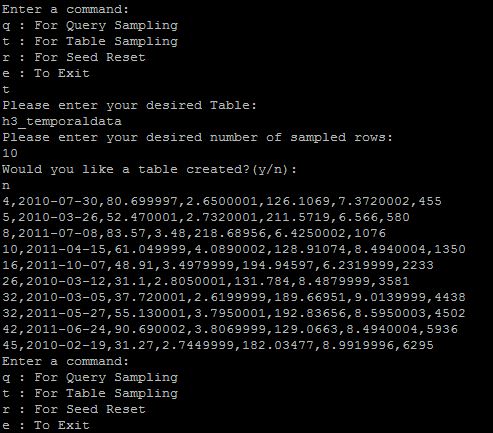 Enter a command:
q : For Query Sampling
t : For Table Sampling
r : For Seed Reset
e : To Exit
t
Please enter your desired Table:
h3_temporaldata
Please enter your desired number of sampled rows:
10
Would you like a table created?(y/n):
n
4,2010-07-30,80.699997,2.6500001,126.1069,7.3720002,455
5,2010-03-26,52.470001,2.7320001,211.5719,6.566,580
8,2011-07-08,83.57,3.48,218.68956,6.4250002,1076
10,2011-04-15,61.049999,4.0890002,128.91074,8.4940004,1350
16,2011-10-07,48.91,3.4979999,194.94597,6.2319999,2233
26,2010-03-12,31.1,2.8050001,131.784,8.4879999,3581
32,2010-03-05,37.720001,2.6199999,189.66951,9.0139999,4438
32,2011-05-27,55.130001,3.7950001,192.83656,8.5950003,4502
42,2011-06-24,90.690002,3.8069999,129.0663,8.4940004,5936
45,2010-02-19,31.27,2.7449999,182.03477,8.9919996,6295
Enter a command:
q : For Query Sampling
t : For Table Sampling
r : For Seed Reset
e : To Exit